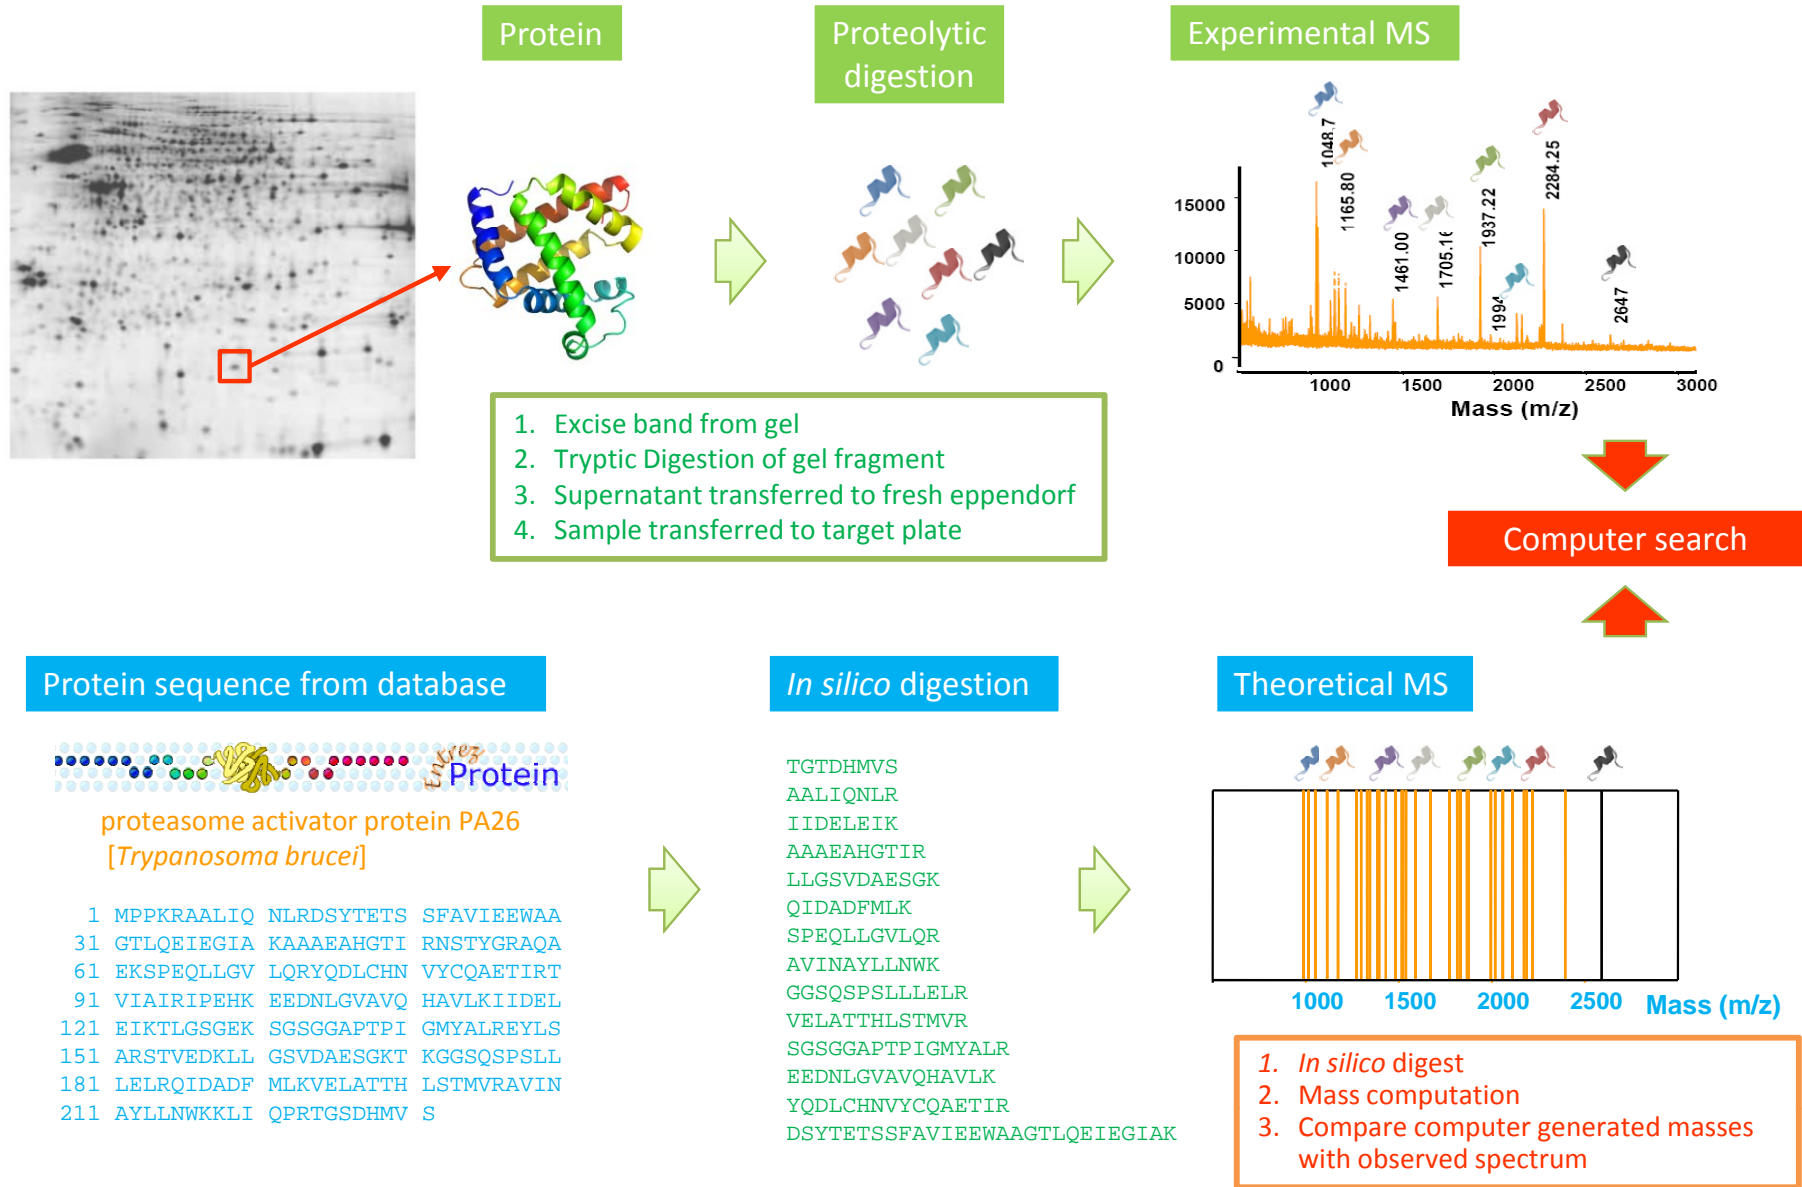 Protein
Proteolytic
digestion
Experimental MS
1048.7
1165.80
1461.00
1705.16
1937.22
1994
2284.25
2647
15000
10000
5000
0
1000 1500 2000 2500 3000
Mass (m/z)
1. Excise band from gel
2. Tryptic Digestion of gel fragment
3. Supernatant transferred to fresh eppendorf
4. Sample transferred to target plate
Computer search
Protein sequence from database
In silico digestion
Theoretical MS
Entrez
Protein
proteasome activator protein PA26
[Trypanosoma brucei]
1 MPPKRAALIQ NLRDSYTETS SFAVIEEWAA
31 GTLQEIEGIA KAAAEAHGTI RNSTYGRAQA
61 EKSPEQLLGV LQRYQDLCHN VYCQAETIRT
91 VIAIRIPEHK EEDNLGVAVQ HAVLKIIDEL
121 EIKTLGSGEK SGSGGAPTPI GMYALREYLS
151 ARSTVEDKLL GSVDAESGKT KGGSQSPSLL
181 LELRQIDADF MLKVELATTH LSTMVRAVIN
211 AYLLNWKKLI QPRTGSDHMV S
TGTDHMVS
AALIQNLR
IIDELEIK
AAAEAHGTIR
LLGSVDAESGK
QIDADFMLK
SPEQLLGVLQR
AVINAYLLNWK
GGSQSPSLLLELR
VELATTHLSTMVR
SGSGGAPTPIGMYALR
EEDNLGVAVQHAVLK
YQDLCHNVYCQAETIR
DSYTETSSFAVIEEWAAGTLQEIEGIAK
1000 1500 2000 2500 Mass (m/z)
1. In silico digest
2. Mass computation
3. Compare computer generated masses
with observed spectrum